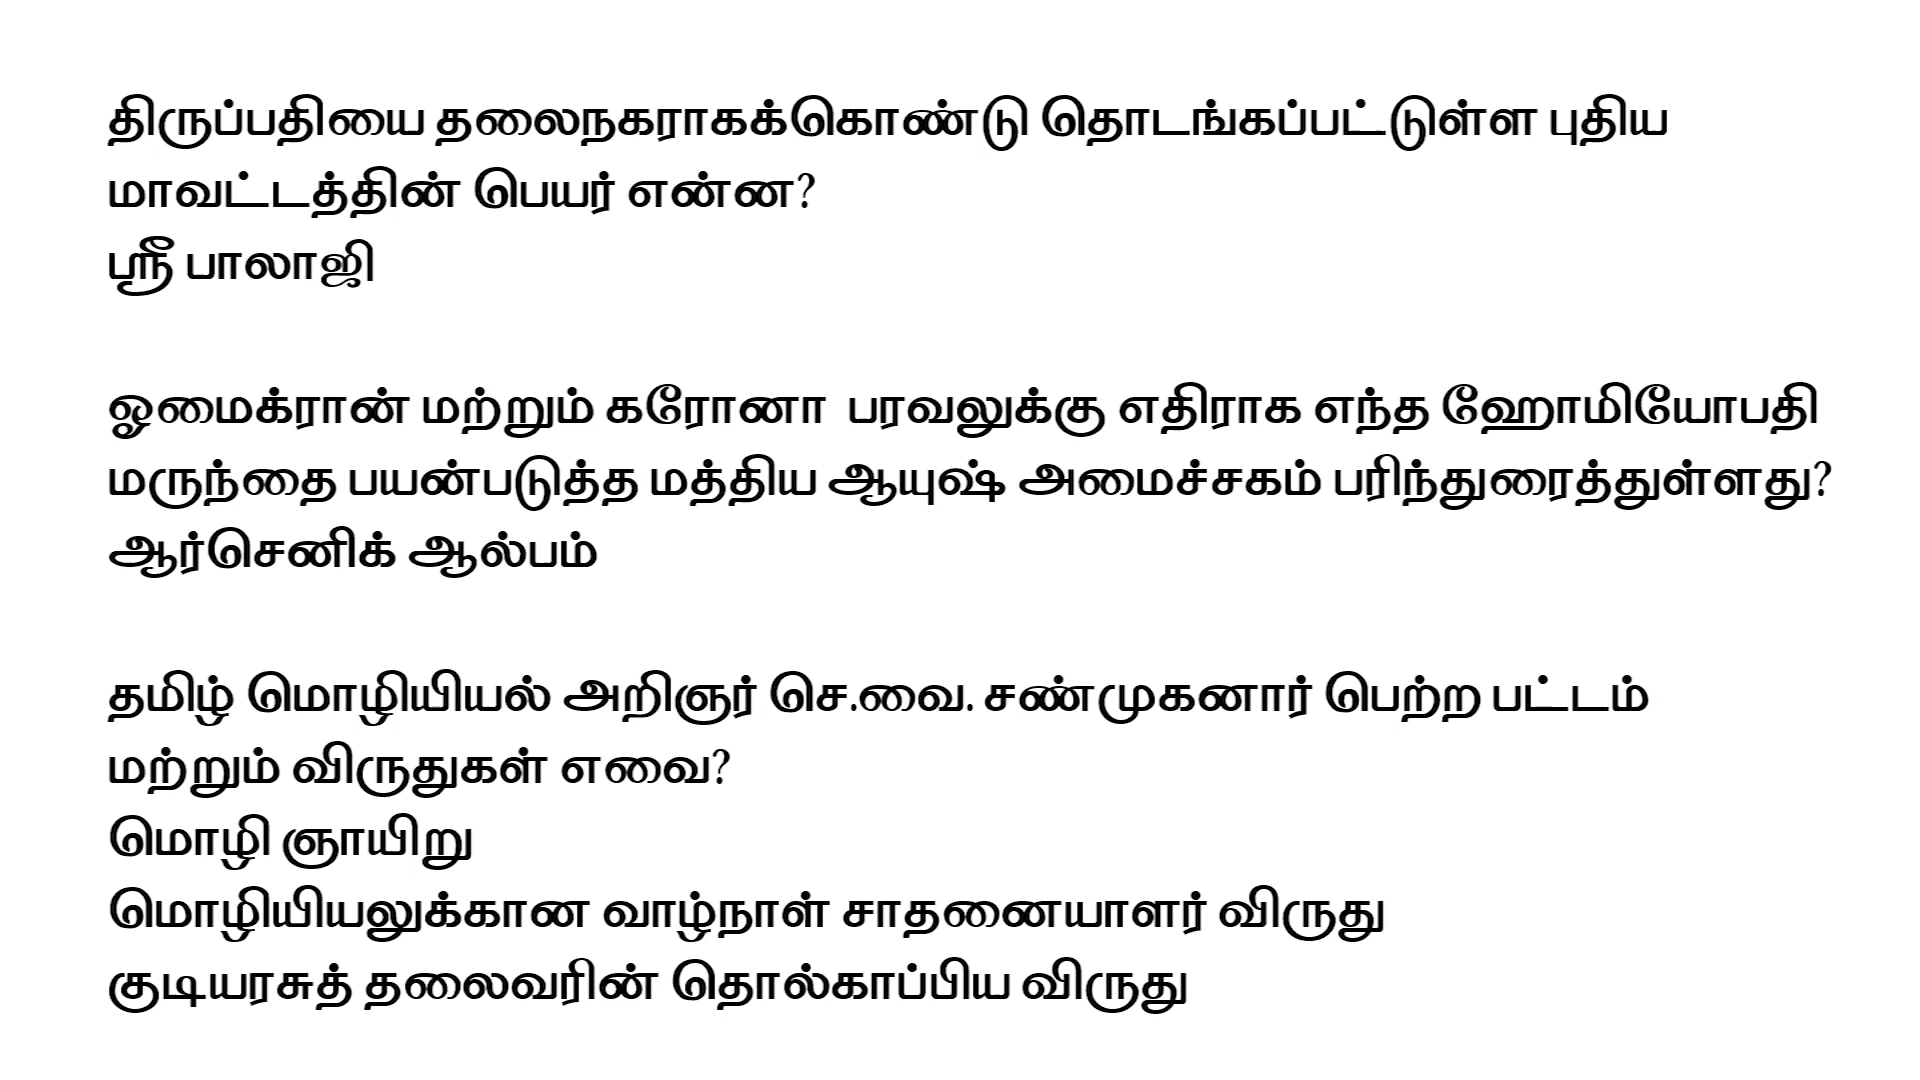 திருப்பதியை தலைநகராகக்கொண்டு தொடங்கப்பட்டுள்ள புதிய
மாவட்டத்தின் பெயர் என்ன?
ஸ்ரீ பாலாஜி
ஓமைக்ரான் மற்றும் கரோனா பரவலுக்கு எதிராக எந்த ஹோமியோபதி
மருந்தை பயன்படுத்த மத்திய ஆயுஷ் அமைச்சகம் பரிந்துரைத்துள்ளது?
ஆர்செனிக் ஆல்பம்
தமிழ் மொழியியல் அறிஞர் செ.வை. சண்முகனார் பெற்ற பட்டம்
மற்றும் விருதுகள் எவை?
மொழி ஞாயிறு
மொழியியலுக்கான வாழ்நாள் சாதனையாளர் விருது
குடியரசுத் தலைவரின் தொல்காப்பிய விருது